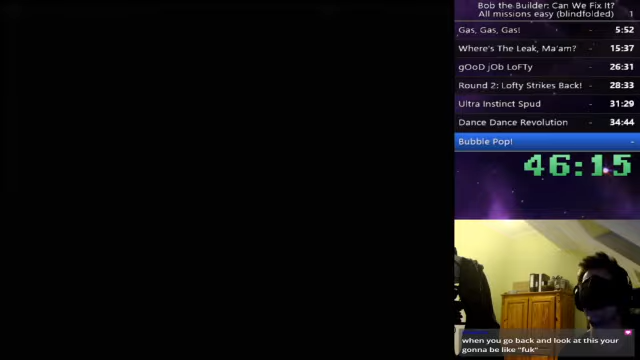 Bob the Builder: Can We Fix It?
All missions easy (blindfolded) 1
Gas, Gas, Gas! - 5:52
Where's The Leak, Ma'am? - 15:37
gOoD jOb LoFTy - 26:31
Round 2: Lofty Strikes Back! - 28:33
Ultra Instinct Spud - 31:29
Dance Dance Revolution - 34:44
Bubble Pop! -
46:15
when you go back and look at this your
gonna be like "fuk"